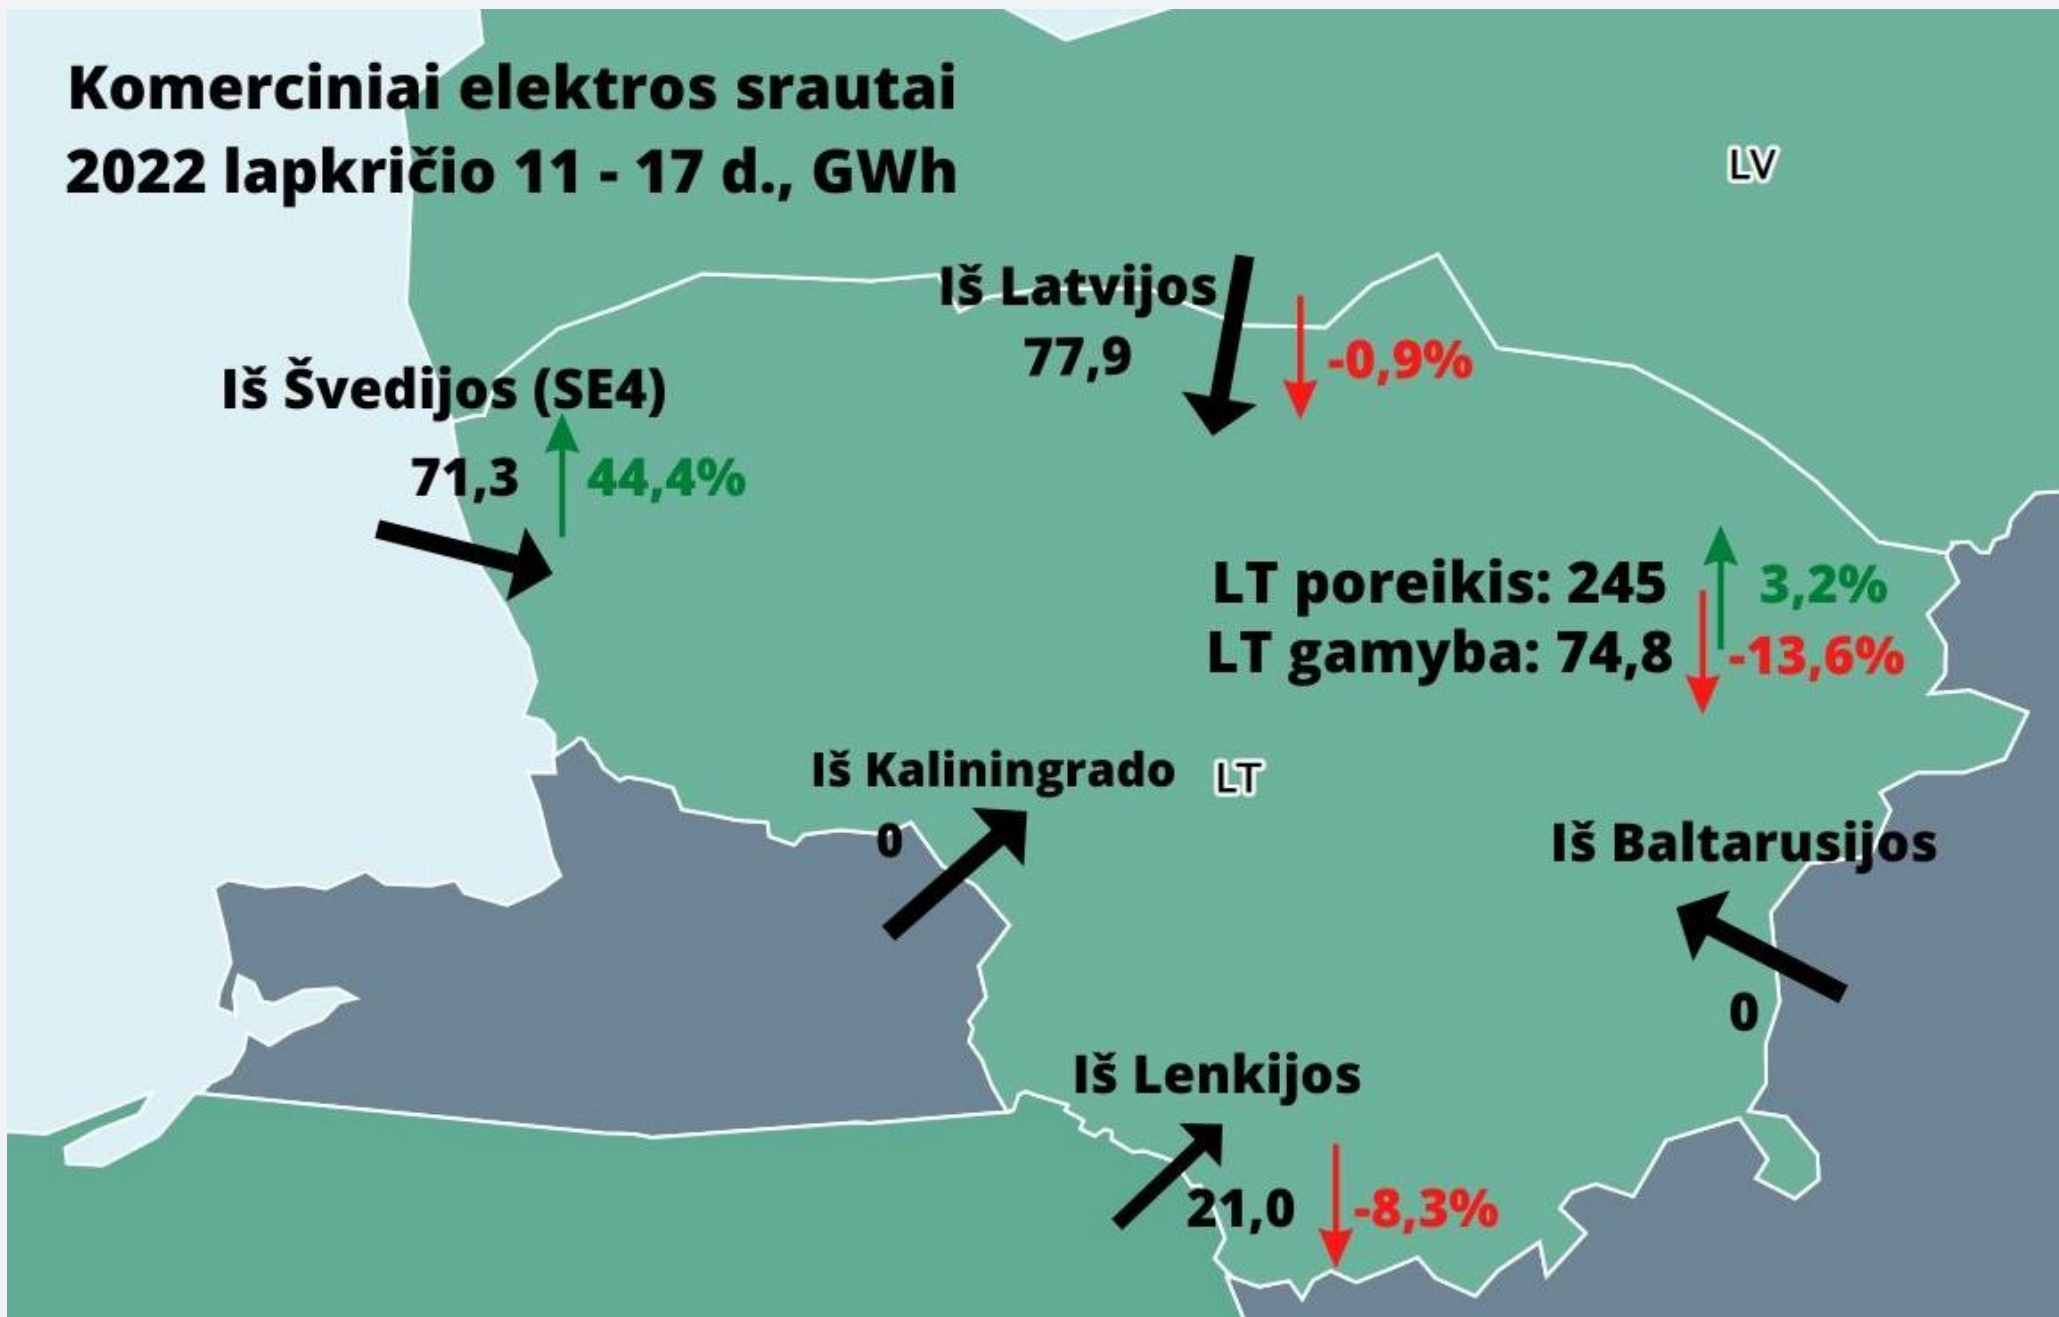 Komerciniai elektros srautai
2022 lapkričio 11 - 17 d., GWh
LV
Iš Latvijos
77,9
-0,9%
Iš Švedijos (SE4)
71,3
44,4%
LT poreikis: 245
3,2%
LT gamyba: 74,8
-13,6%
Iš Kaliningrado
LT
0
Iš Baltarusijos
0
Iš Lenkijos
21,0
-8,3%